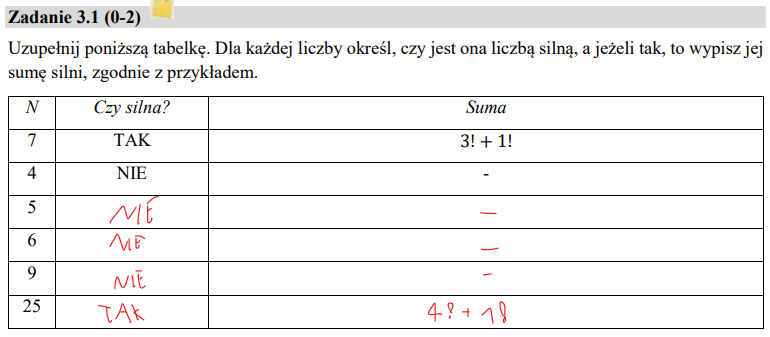 Zadanie 3.1 (0-2)
Uzupełnij poniższą tabelkę. Dla każdej liczby określ, czy jest ona liczbą silną, a jeżeli tak, to wypisz jej
sumę silni, zgodnie z przykładem.
N Czy silna? Suma
7 TAK 3! + 1!
4 NIE -
5 NIE -
6 NIE -
9 NIE -
25 TAK 4! + 1!